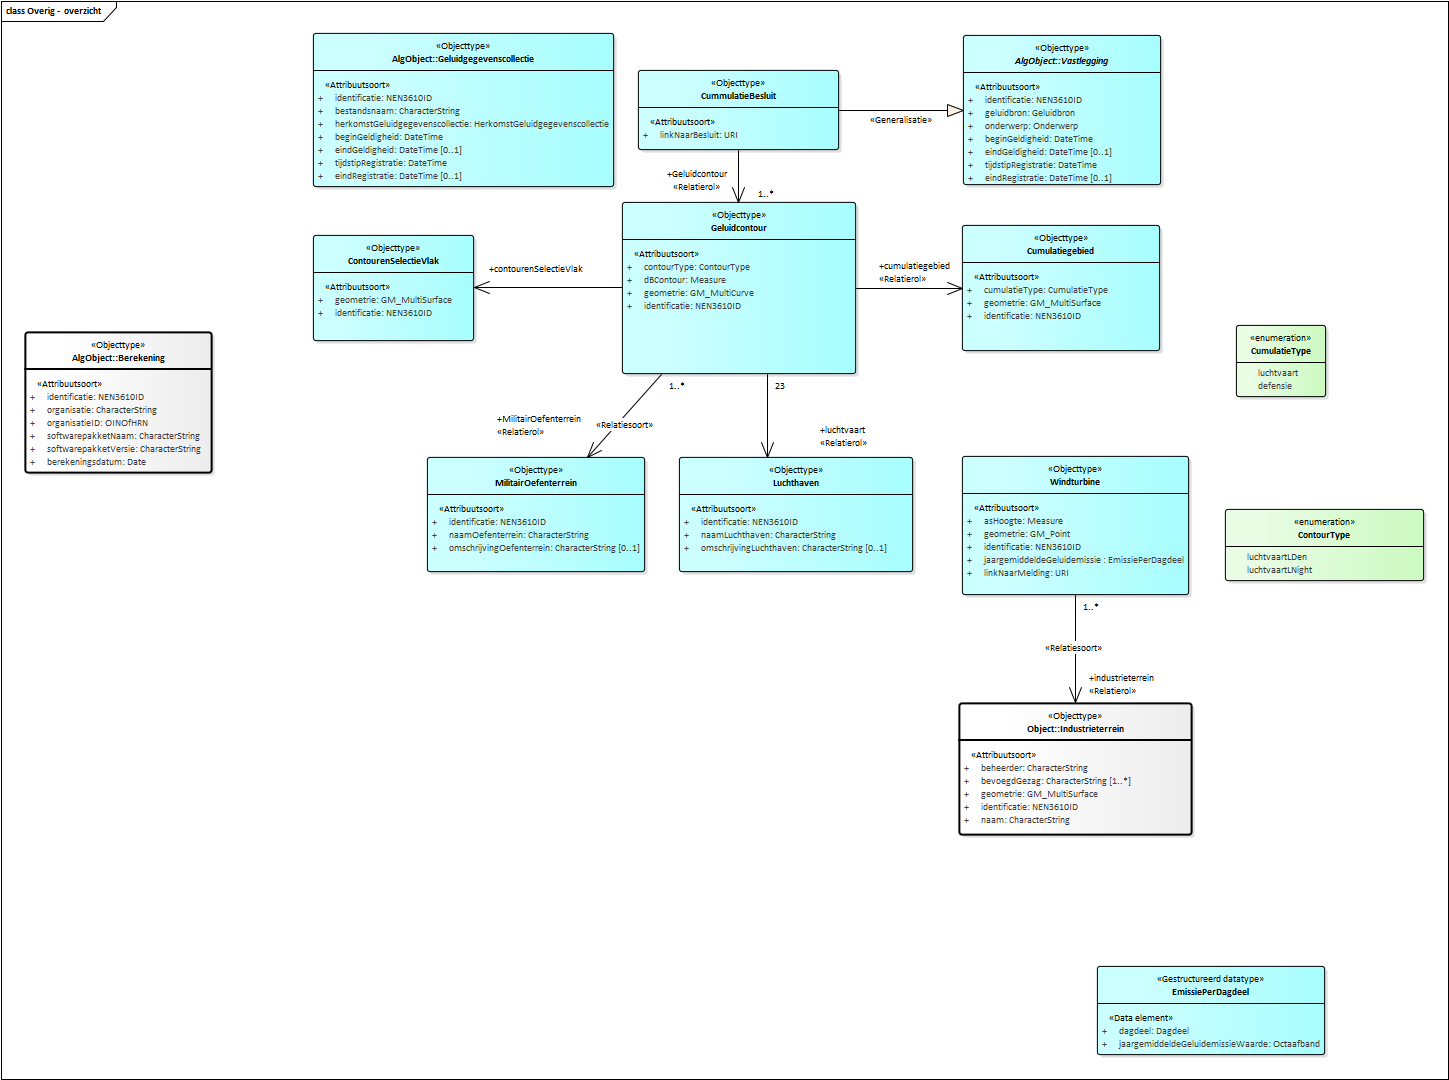 class Overig - overzicht
«Objecttype»
AlgObject::Geluidgegevenscollectie
«Attribuutsoort»
+ identificatie: NEN3610ID
+ bestandsnaam: CharacterString
+ herkomstGeluidgegevenscollectie: HerkomstGeluidgegevenscollectie
+ beginGeldigheid: DateTime
+ eindGeldigheid: DateTime [0..1]
+ tijdstipRegistratie: DateTime
+ eindRegistratie: DateTime [0..1]
«Objecttype»
CummulatieBesluit
«Attribuutsoort»
+ linkNaarBesluit: URI
«Generalisatie»
«Objecttype»
AlgObject::Vastlegging
«Attribuutsoort»
+ identificatie: NEN3610ID
+ geluidbron: Geluidbron
+ onderwerp: Onderwerp
+ beginGeldigheid: DateTime
+ eindGeldigheid: DateTime [0..1]
+ tijdstipRegistratie: DateTime
+ eindRegistratie: DateTime [0..1]
+Geluidcontour
«Relatierol»
1..*
«Objecttype»
ContourenSelectieVlak
«Attribuutsoort»
+ geometrie: GM_MultiSurface
+ identificatie: NEN3610ID
+contourenSelectieVlak
«Objecttype»
Geluidcontour
«Attribuutsoort»
+ contourType: ContourType
+ dBContour: Measure
+ geometrie: GM_MultiCurve
+ identificatie: NEN3610ID
+cumulatiegebied
«Relatierol»
«Objecttype»
Cumulatiegebied
«Attribuutsoort»
+ cumulatieType: CumulatieType
+ geometrie: GM_MultiSurface
+ identificatie: NEN3610ID
«Objecttype»
AlgObject::Berekening
«Attribuutsoort»
+ identificatie: NEN3610ID
+ organisatie: CharacterString
+ organisatieID: OINOfHRN
+ softwarepakketNaam: CharacterString
+ softwarepakketVersie: CharacterString
+ berekeningsdatum: Date
«enumeration»
CumulatieType
luchtvaart
defensie
1..*
+MilitairOefenterrein
«Relatierol»
«Relatiesoort»
23
+luchtvaart
«Relatierol»
«Objecttype»
MilitairOefenterrein
«Attribuutsoort»
+ identificatie: NEN3610ID
+ naamOefenterrein: CharacterString
+ omschrijvingOefenterrein: CharacterString [0..1]
«Objecttype»
Luchthaven
«Attribuutsoort»
+ identificatie: NEN3610ID
+ naamLuchthaven: CharacterString
+ omschrijvingLuchthaven: CharacterString [0..1]
«Objecttype»
Windturbine
«Attribuutsoort»
+ asHoogte: Measure
+ geometrie: GM_Point
+ identificatie: NEN3610ID
+ jaargemiddeldeGeluidemissie : EmissiePerDagdeel
+ linkNaarMelding: URI
«enumeration»
ContourType
luchtvaartLDen
luchtvaartLNight
1..*
«Relatiesoort»
+industrieterrein
«Relatierol»
«Objecttype»
Object::Industrieterrein
«Attribuutsoort»
+ beheerder: CharacterString
+ bevoegdGezag: CharacterString [1..*]
+ geometrie: GM_MultiSurface
+ identificatie: NEN3610ID
+ naam: CharacterString
«Gestructureerd datatype»
EmissiePerDagdeel
«Data element»
+ dagdeel: Dagdeel
+ jaargemiddeldeGeluidemissieWaarde: Octaafband